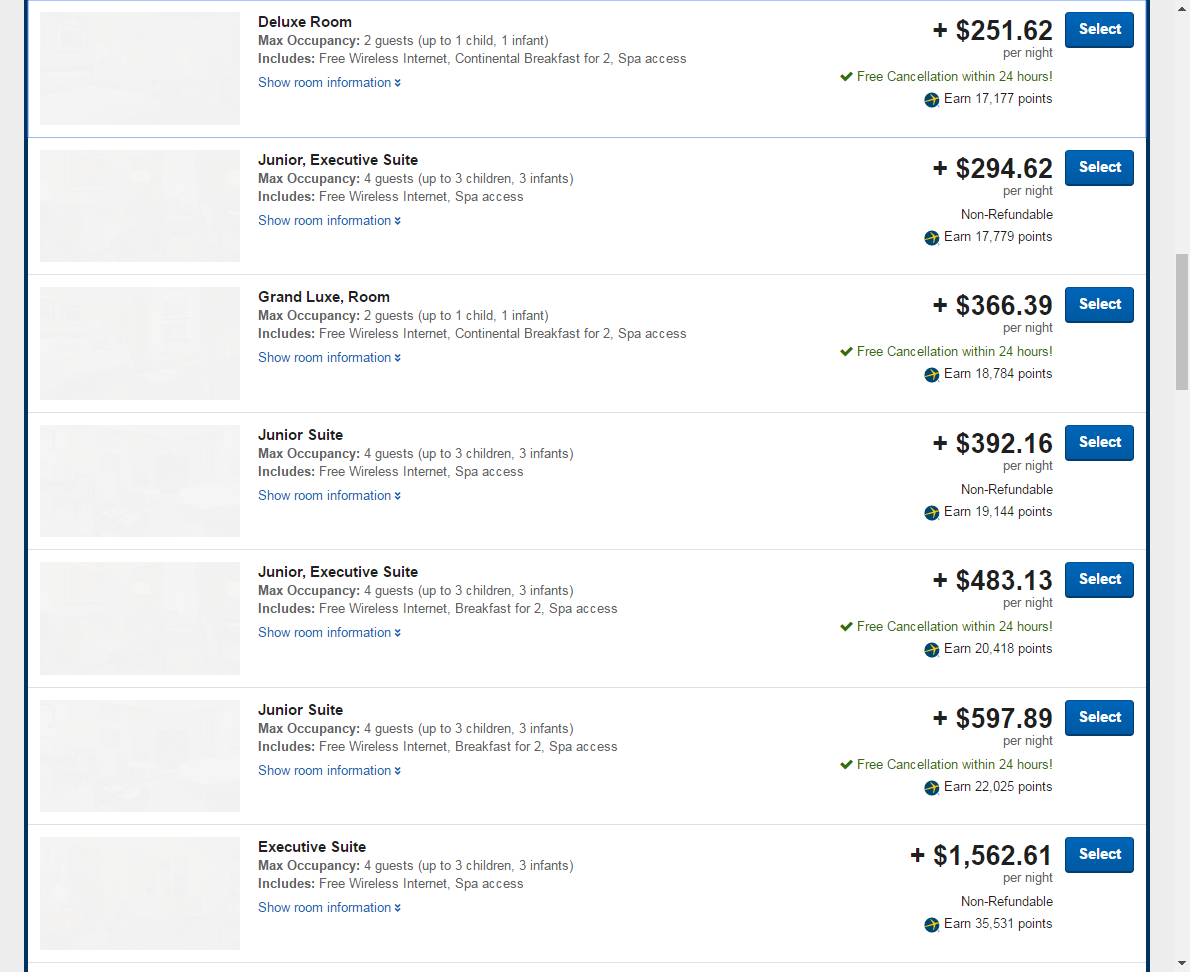 Deluxe Room
Max Occupancy: 2 guests (up to 1 child, 1 infant)
Includes: Free Wireless Internet, Continental Breakfast for 2, Spa access
Show room information
+ $251.62
per night
Free Cancellation within 24 hours!
Earn 17,177 points
Select
Junior, Executive Suite
Max Occupancy: 4 guests (up to 3 children, 3 infants)
Includes: Free Wireless Internet, Spa access
Show room information
+ $294.62
per night
Non-Refundable
Earn 17,779 points
Select
Grand Luxe, Room
Max Occupancy: 2 guests (up to 1 child, 1 infant)
Includes: Free Wireless Internet, Continental Breakfast for 2, Spa access
Show room information
+ $366.39
per night
Free Cancellation within 24 hours!
Earn 18,784 points
Select
Junior Suite
Max Occupancy: 4 guests (up to 3 children, 3 infants)
Includes: Free Wireless Internet, Spa access
Show room information
+ $392.16
per night
Non-Refundable
Earn 19,144 points
Select
Junior, Executive Suite
Max Occupancy: 4 guests (up to 3 children, 3 infants)
Includes: Free Wireless Internet, Breakfast for 2, Spa access
Show room information
+ $483.13
per night
Free Cancellation within 24 hours!
Earn 20,418 points
Select
Junior Suite
Max Occupancy: 4 guests (up to 3 children, 3 infants)
Includes: Free Wireless Internet, Breakfast for 2, Spa access
Show room information
+ $597.89
per night
Free Cancellation within 24 hours!
Earn 22,025 points
Select
Executive Suite
Max Occupancy: 4 guests (up to 3 children, 3 infants)
Includes: Free Wireless Internet, Spa access
Show room information
+ $1,562.61
per night
Non-Refundable
Earn 35,531 points
Select